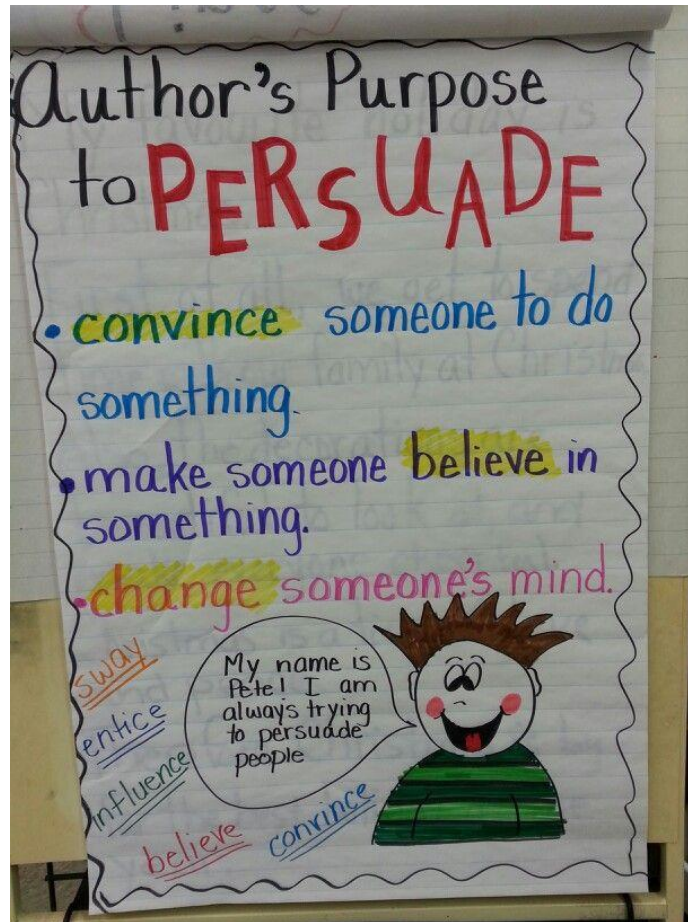 Author's Purpose
to PERSUADE
• convince someone to do
something.
• make someone believe in
something.
• change someone's mind.
sway
entice
influence
believe
convince
My name is
Pete! I am
always trying
to persuade
people